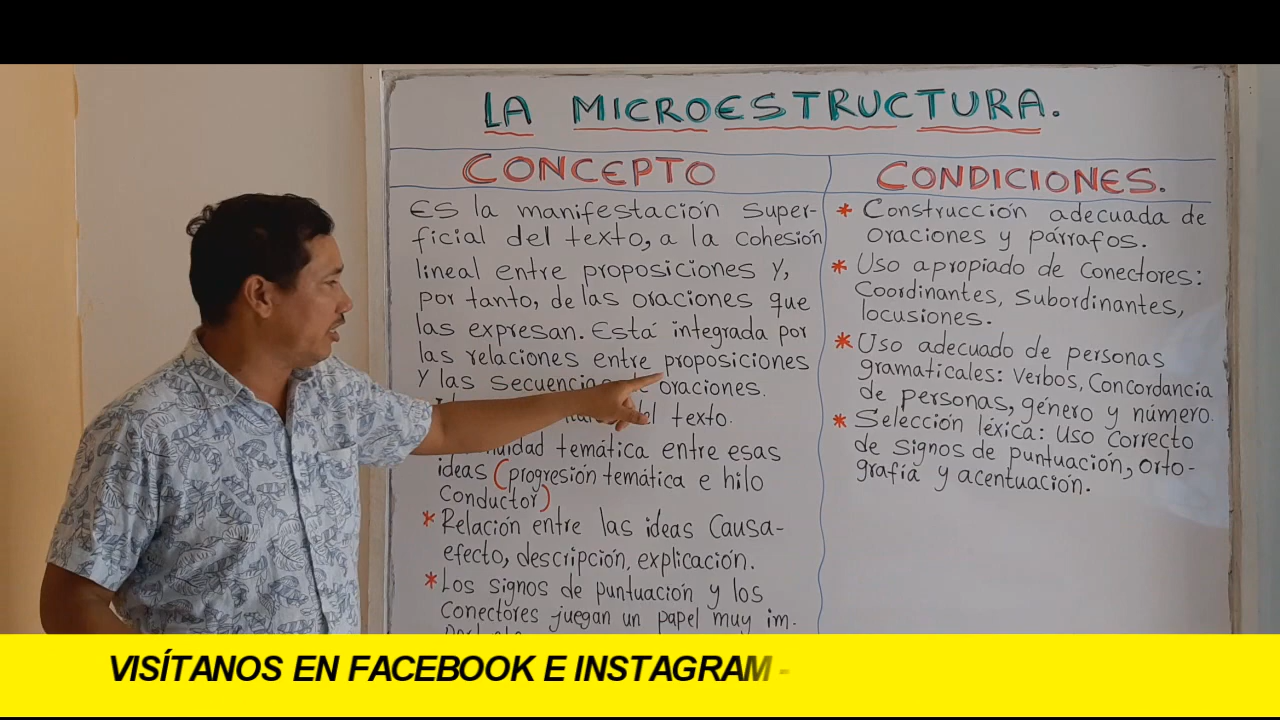 LA MICROESTRUCTURA.
CONCEPTO
ES la manifestación super-
ficial del texto, a la cohesión
lineal entre proposiciones y,
por tanto, de las oraciones que
las expresan. Está integrada por
las relaciones entre proposiciones
y las secuencias oraciones.
el texto.
temática entre esas
ideas (progresión temática e hilo
conductor)
* Relación entre las ideas causa-
efecto, descripción, explicación.
* Los signos de puntuación y los
conectores juegan un papel muy im.
CONDICIONES.
* Construcción adecuada de
oraciones y párrafos.
* Uso apropiado de conectores:
Coordinantes, subordinantes,
locusiones.
* Uso adecuado de personas
gramaticales: verbos, Concordancia
de personas, género y número.
* Selección léxica: uso correcto
de signos de puntuación, orto-
grafía y acentuación.
VISÍTANOS EN FACEBOOK E INSTAGRAM -